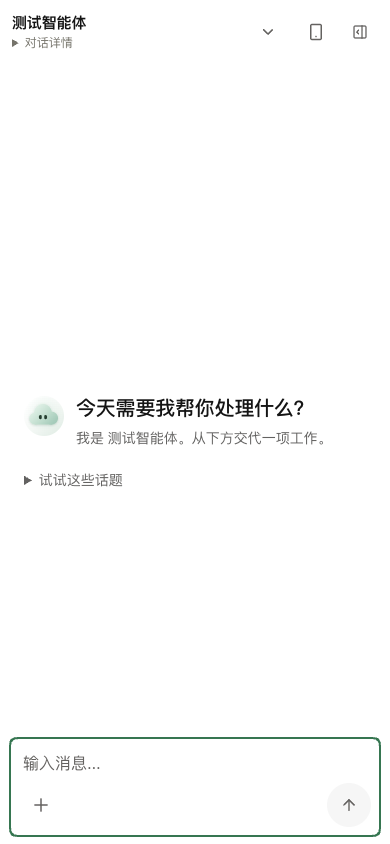 测试智能体
对话详情
今天需要我帮你处理什么?
我是 测试智能体。从下方交代一项工作。
试试这些话题
输入消息...